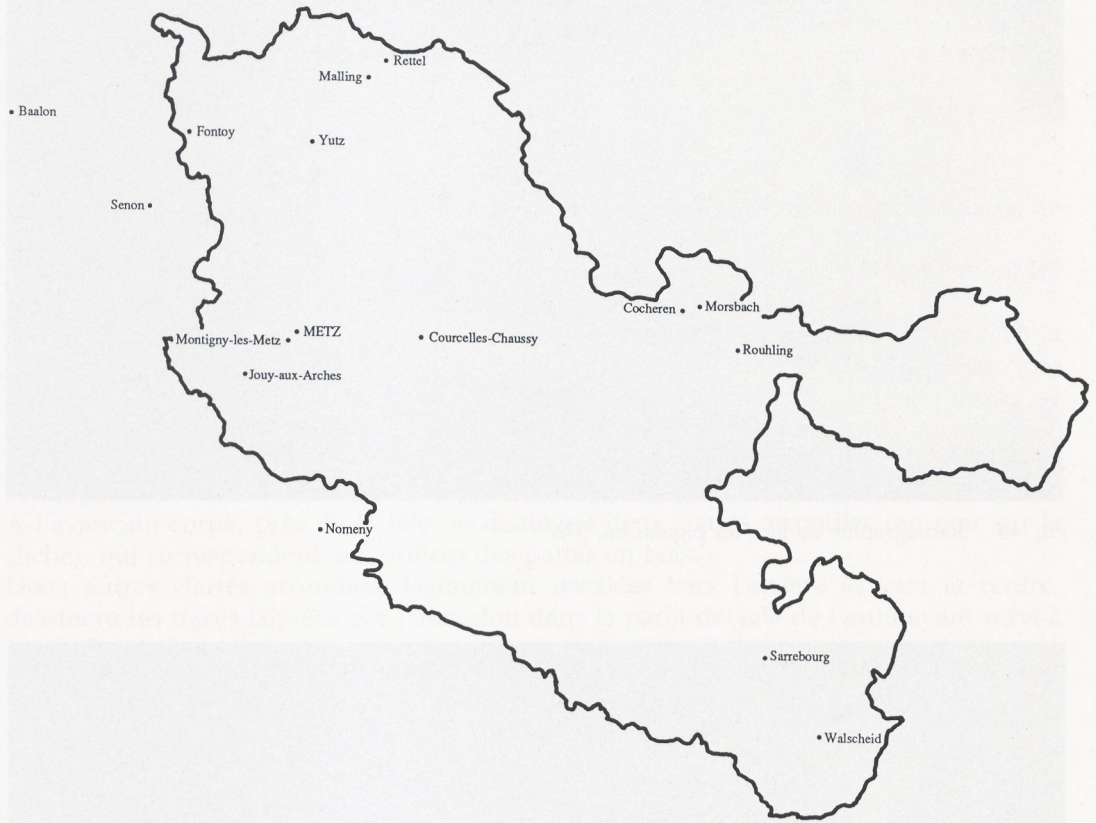 Rettel
Malling
Baalon
Fontoy
Yutz
Senon
Cocheren
Morsbach
METZ
Montigny-les-Metz
Courcelles-Chaussy
Rouhling
Jouy-aux-Arches
Nomeny
Sarrebourg
Walscheid